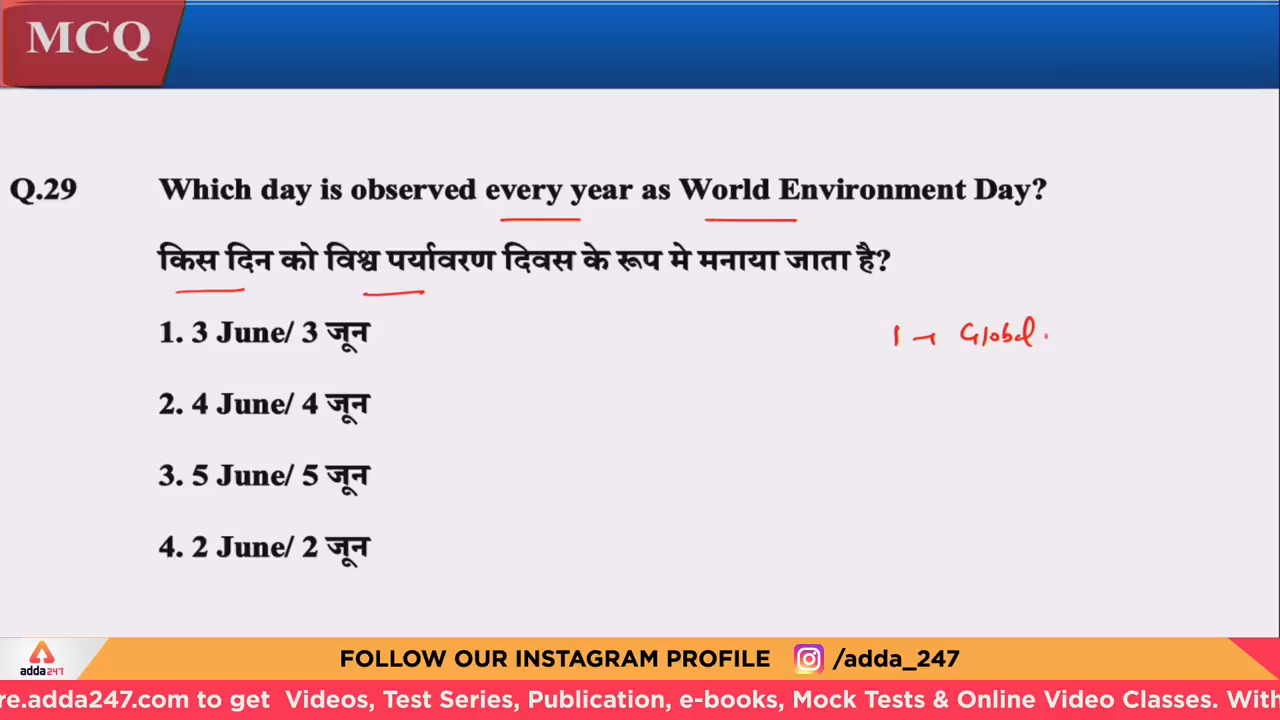 MCQ
Q.29 Which day is observed every year as World Environment Day?
किस दिन को विश्व पर्यावरण दिवस के रूप मे मनाया जाता है?
1. 3 June/ 3 जून
1 → Global
2. 4 June/ 4 जून
3. 5 June/ 5 जून
4. 2 June/ 2 जून
adda247
FOLLOW OUR INSTAGRAM PROFILE /adda_247
re.adda247.com to get Videos, Test Series, Publication, e-books, Mock Tests & Online Video Classes. With